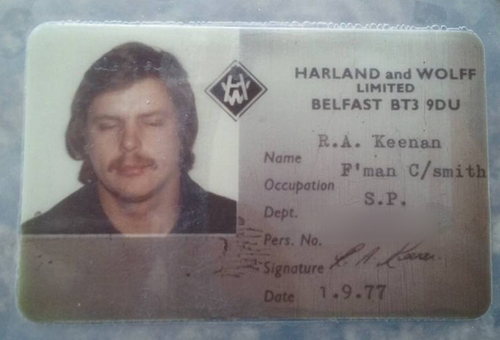 HARLAND and WOLFF
LIMITED
BELFAST BT3 9DU
Name R.A. Keenan
Occupation F'man C/smith
Dept. S.P.
Pers. No.
Signature R A Keenan
Date 1.9.77